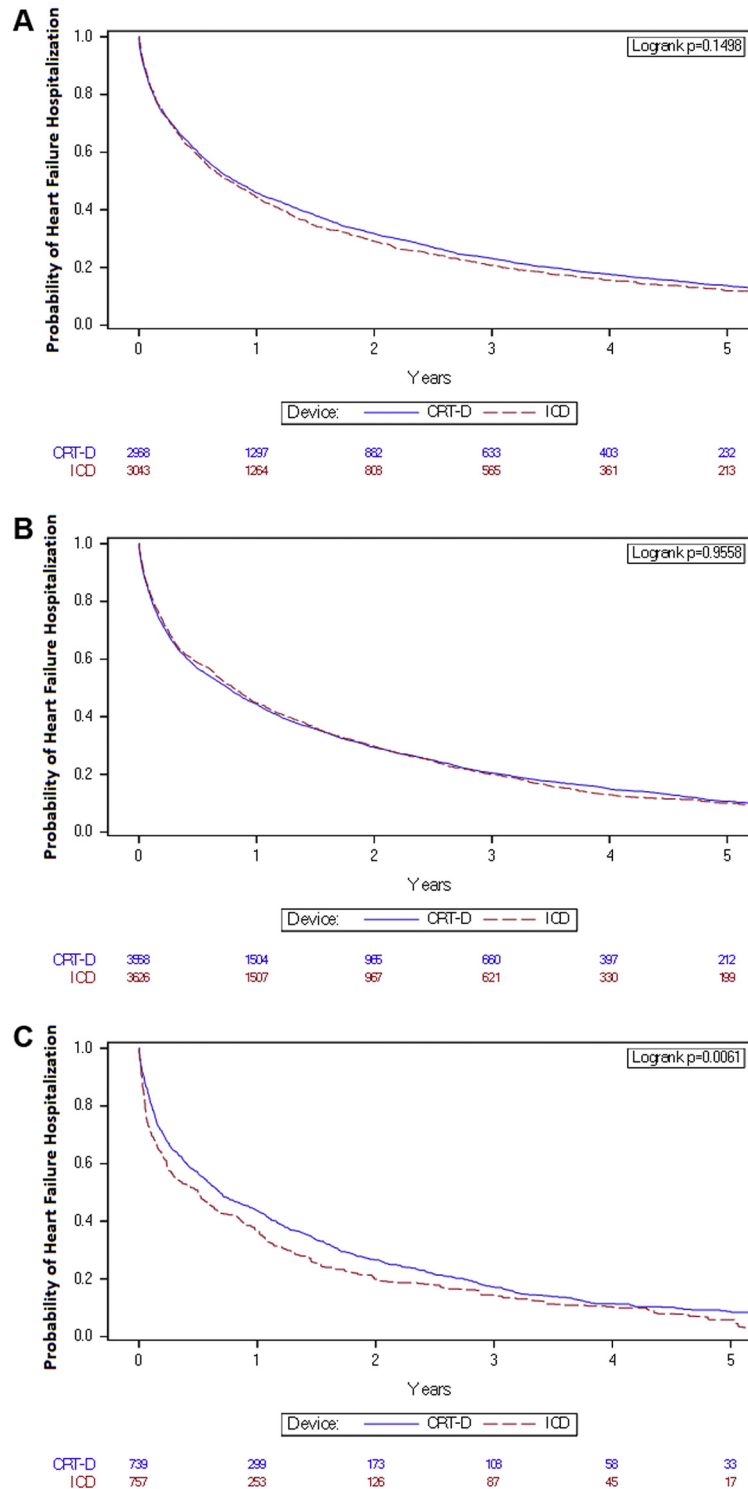 A
Probability of Heart Failure Hospitalization
Logrank p=0.1498
1.0
0.8
0.6
0.4
0.2
0.0
0 1 2 3 4 5
Years
Device: CRT-D ICD
CRT-D 2968 1297 882 633 403 232
ICD 3043 1264 808 565 361 213
B
Probability of Heart Failure Hospitalization
Logrank p=0.9558
1.0
0.8
0.6
0.4
0.2
0.0
0 1 2 3 4 5
Years
Device: CRT-D ICD
CRT-D 3558 1504 965 660 397 212
ICD 3626 1507 967 621 330 199
C
Probability of Heart Failure Hospitalization
Logrank p=0.0061
1.0
0.8
0.6
0.4
0.2
0.0
0 1 2 3 4 5
Years
Device: CRT-D ICD
CRT-D 739 299 173 108 58 33
ICD 757 253 126 87 45 17